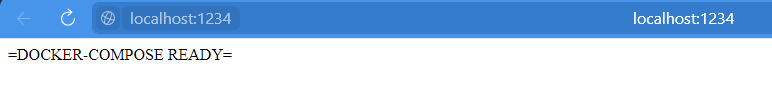 localhost:1234 localhost:1234
=DOCKER-COMPOSE READY=